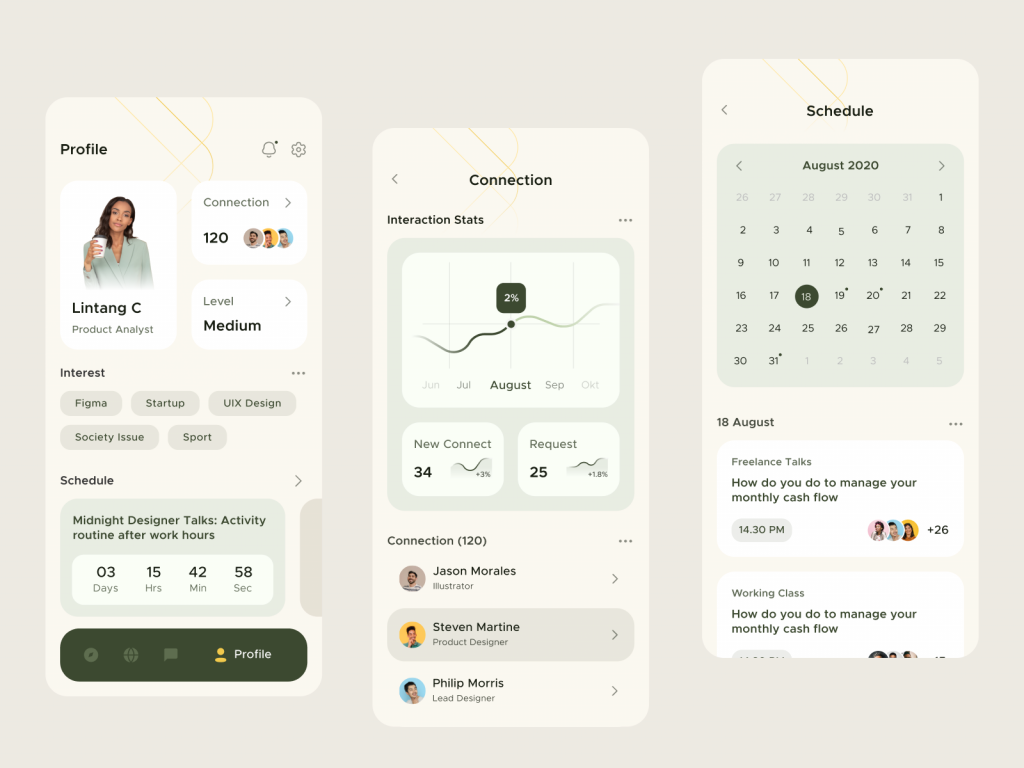 Profile
Connection
120
Lintang C
Product Analyst
Level
Medium
Interest
Figma Startup UIX Design
Society Issue Sport
Schedule
Midnight Designer Talks: Activity
routine after work hours
03 15 42 58
Days Hrs Min Sec
Profile
Connection
Interaction Stats
2%
Jun Jul August Sep Okt
New Connect
34
+3%
Request
25
+1.8%
Connection (120)
Jason Morales
Illustrator
Steven Martine
Product Designer
Philip Morris
Lead Designer
Schedule
August 2020
26 27 28 29 30 31 1
2 3 4 5 6 7 8
9 10 11 12 13 14 15
16 17 18 19 20 21 22
23 24 25 26 27 28 29
30 31 1 2 3 4 5
18 August
Freelance Talks
How do you do to manage your
monthly cash flow
14.30 PM
+26
Working Class
How do you do to manage your
monthly cash flow